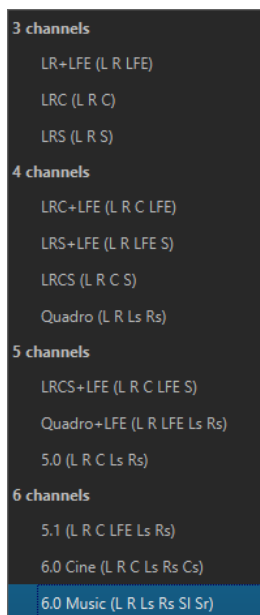 3 channels
LR+LFE (L R LFE)
LRC (L R C)
LRS (L R S)
4 channels
LRC+LFE (L R C LFE)
LRS+LFE (L R LFE S)
LRCS (L R C S)
Quadro (L R Ls Rs)
5 channels
LRCS+LFE (L R C LFE S)
Quadro+LFE (L R LFE Ls Rs)
5.0 (L R C Ls Rs)
6 channels
5.1 (L R C LFE Ls Rs)
6.0 Cine (L R C Ls Rs Cs)
6.0 Music (L R Ls Rs Sl Sr)